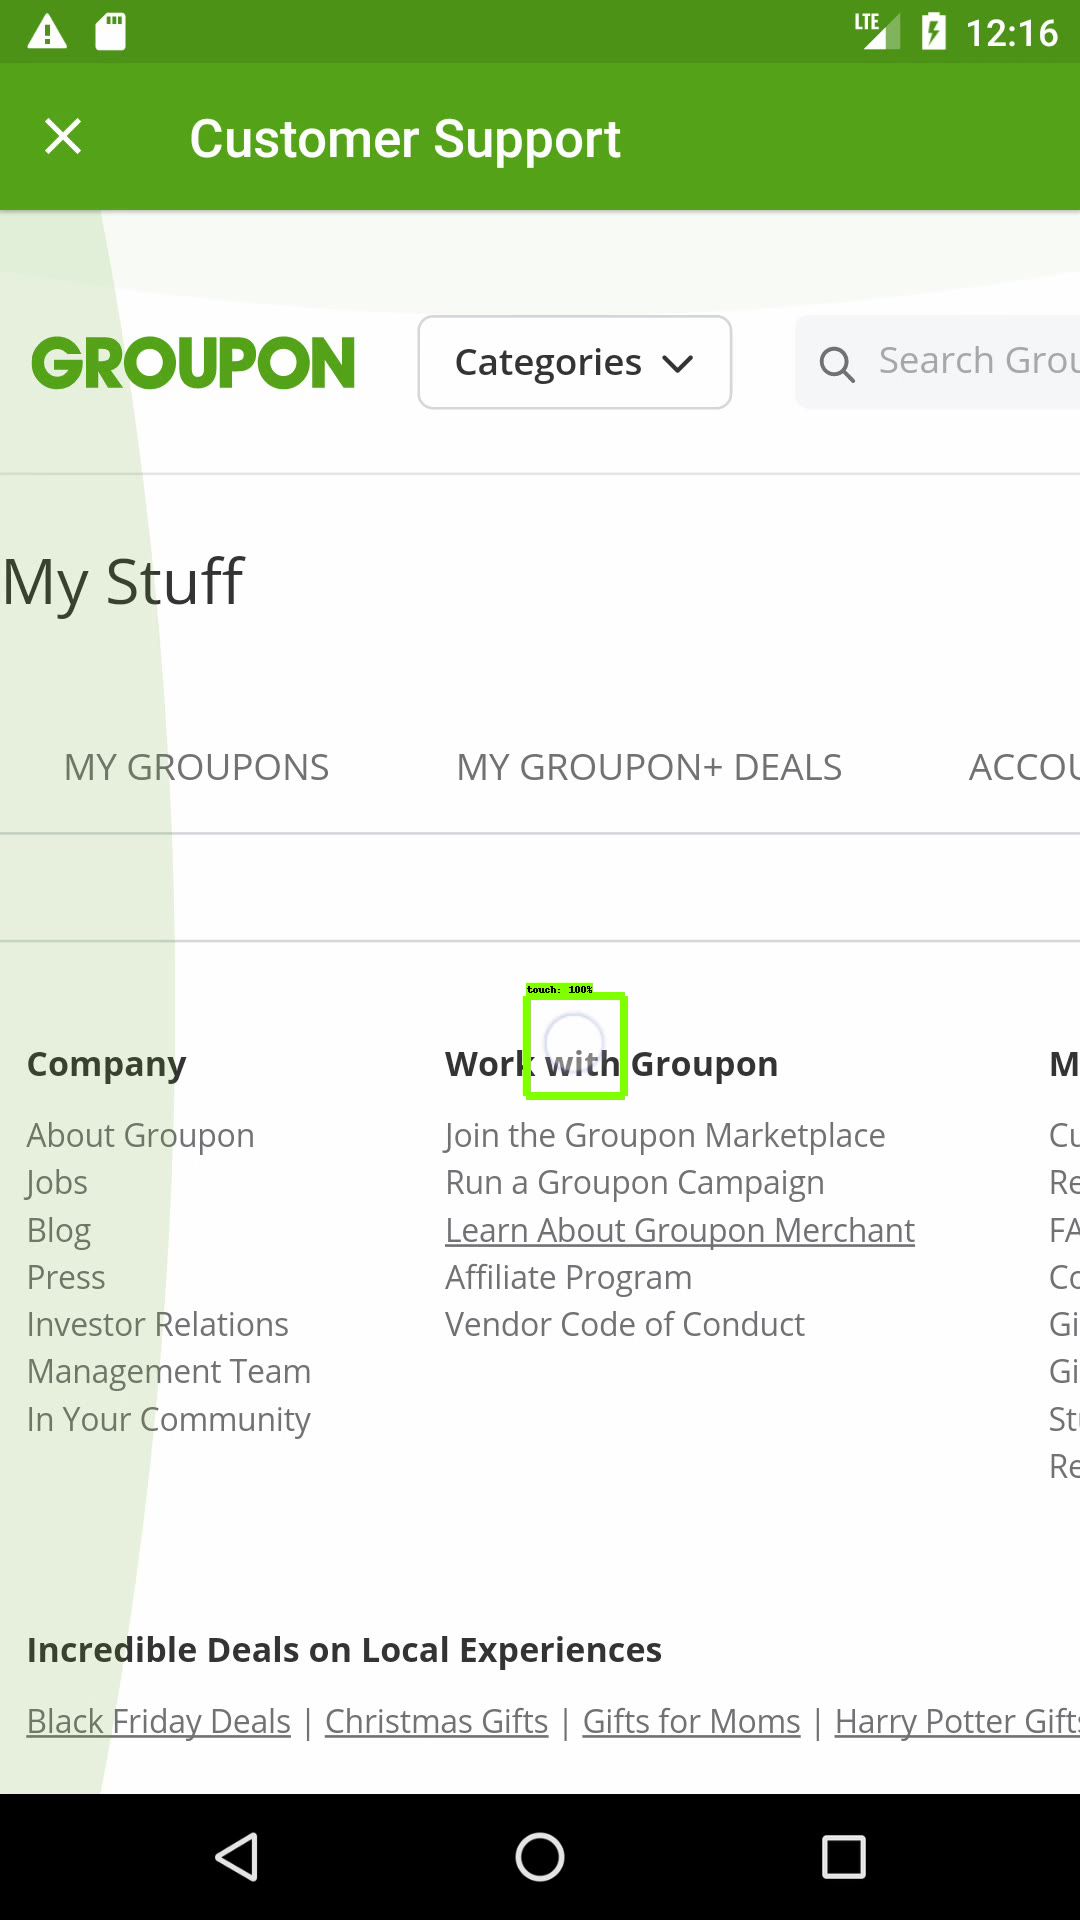 LTE 12:16
Customer Support
GROUPON Categories Search Grou
My Stuff
MY GROUPONS MY GROUPON+ DEALS ACCOU
touch: 100%
Company Work with Groupon M
About Groupon Join the Groupon Marketplace Cu
Jobs Run a Groupon Campaign Re
Blog Learn About Groupon Merchant FA
Press Affiliate Program Co
Investor Relations Vendor Code of Conduct Gi
Management Team Gi
In Your Community Stu
Re
Incredible Deals on Local Experiences
Black Friday Deals | Christmas Gifts | Gifts for Moms | Harry Potter Gifts